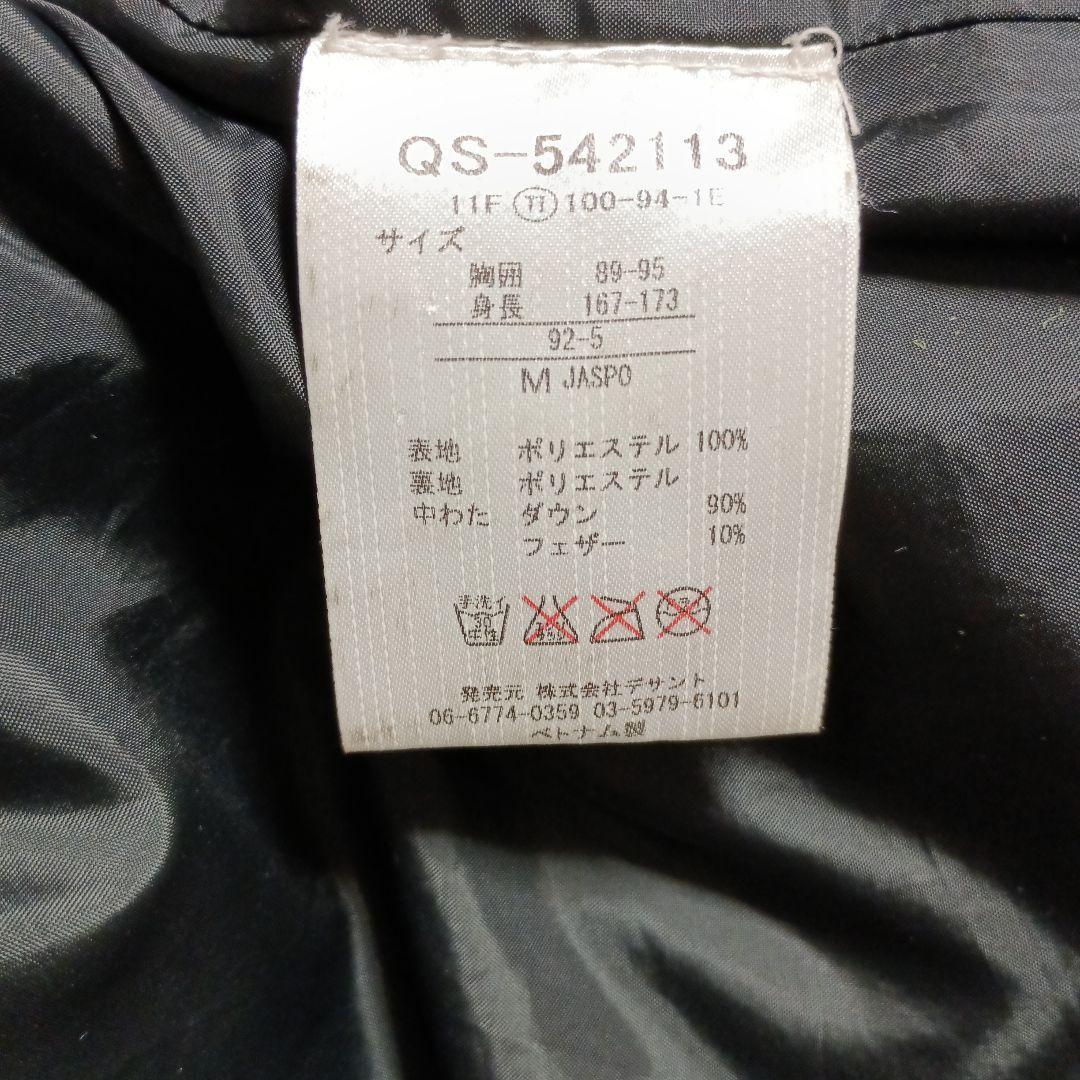 QS-542113
11F TI 100-94-1E
サイズ
胸囲 89-95
身長 167-173
92-5
M JASPO
表地 ポリエステル 100%
裏地 ポリエステル
中わた ダウン 90%
フェザー 10%
手洗イ
30
中性
発売元 株式会社デサント
06-6774-0359 03-5979-6101
ベトナム製